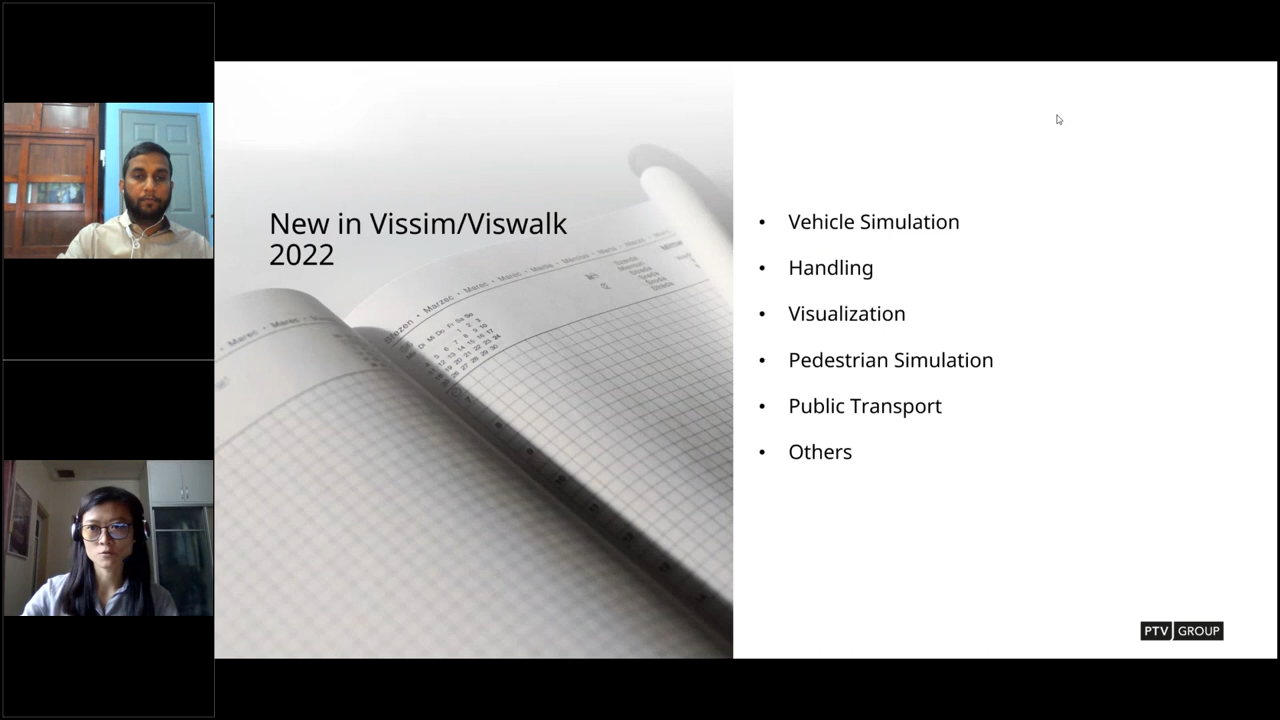 New in Vissim/Viswalk
2022
• Vehicle Simulation
• Handling
• Visualization
• Pedestrian Simulation
• Public Transport
• Others
PTV GROUP